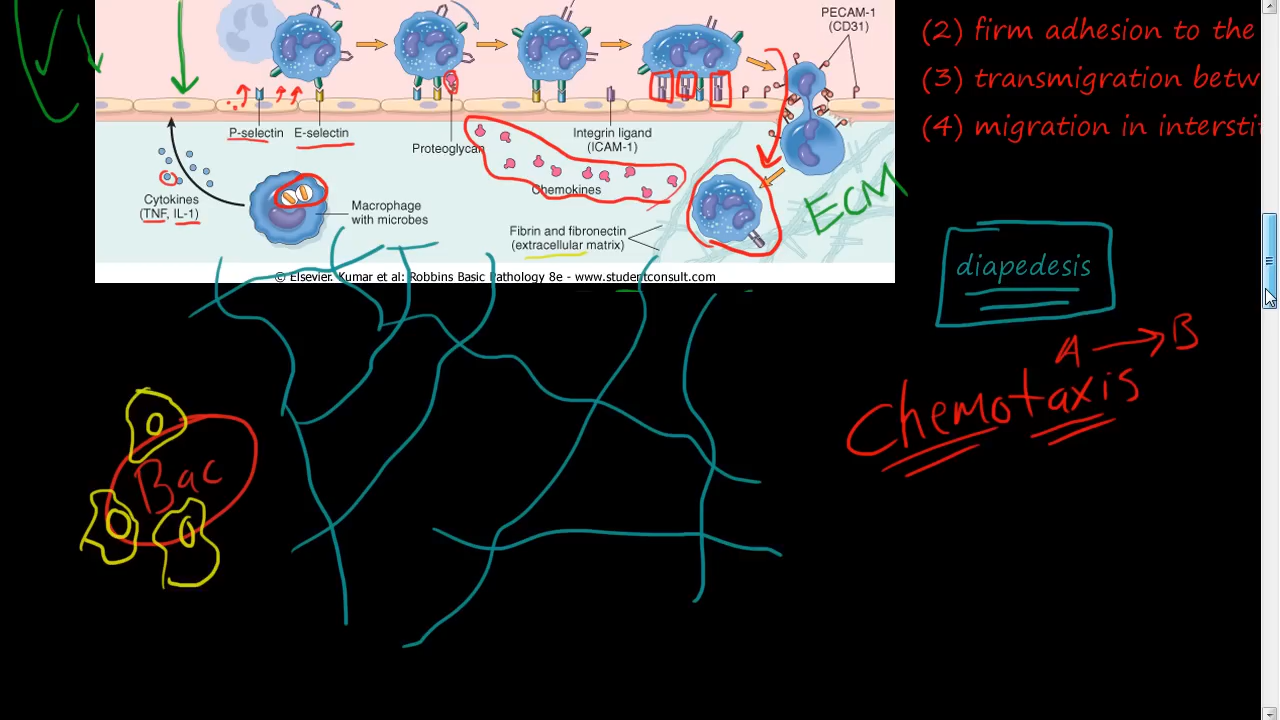 PECAM-1
(CD31)
(2) firm adhesion to the
(3) transmigration betw
(4) migration in intersti
P-selectin
E-selectin
Proteoglycan
Integrin ligand
(ICAM-1)
Chemokines
Cytokines
(TNF, IL-1)
Macrophage
with microbes
Fibrin and fibronectin
(extracellular matrix)
ECM
© Elsevier. Kumar et al: Robbins Basic Pathology 8e - www.studentconsult.com
diapedesis
A B
Chemotaxis
Bac